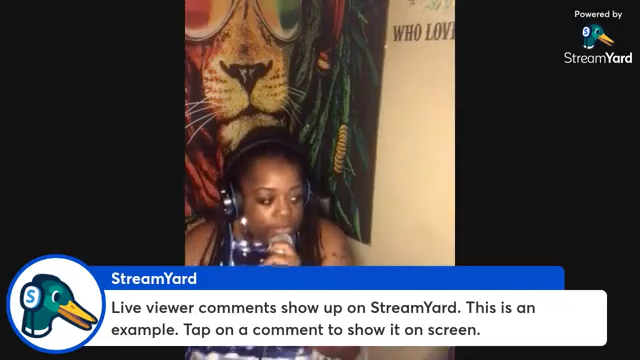 Powered by
StreamYard
WHO LOV
StreamYard
Live viewer comments show up on StreamYard. This is an
example. Tap on a comment to show it on screen.
S